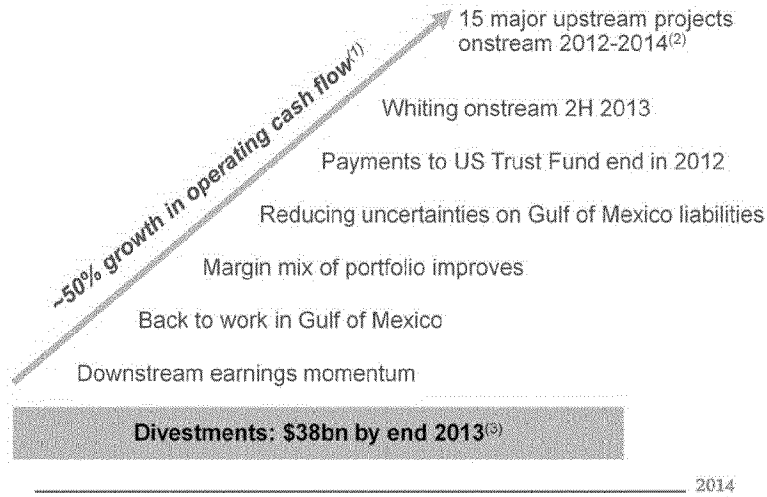 15 major upstream projects
onstream 2012-2014(2)
~50% growth in operating cash flow(1)
Whiting onstream 2H 2013
Payments to US Trust Fund end in 2012
Reducing uncertainties on Gulf of Mexico liabilities
Margin mix of portfolio improves
Back to work in Gulf of Mexico
Downstream earnings momentum
Divestments: $38bn by end 2013(3)
2014